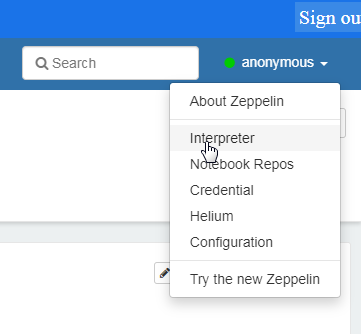 Sign ou
Search
anonymous
About Zeppelin
Interpreter
Notebook Repos
Credential
Helium
Configuration
Try the new Zeppelin